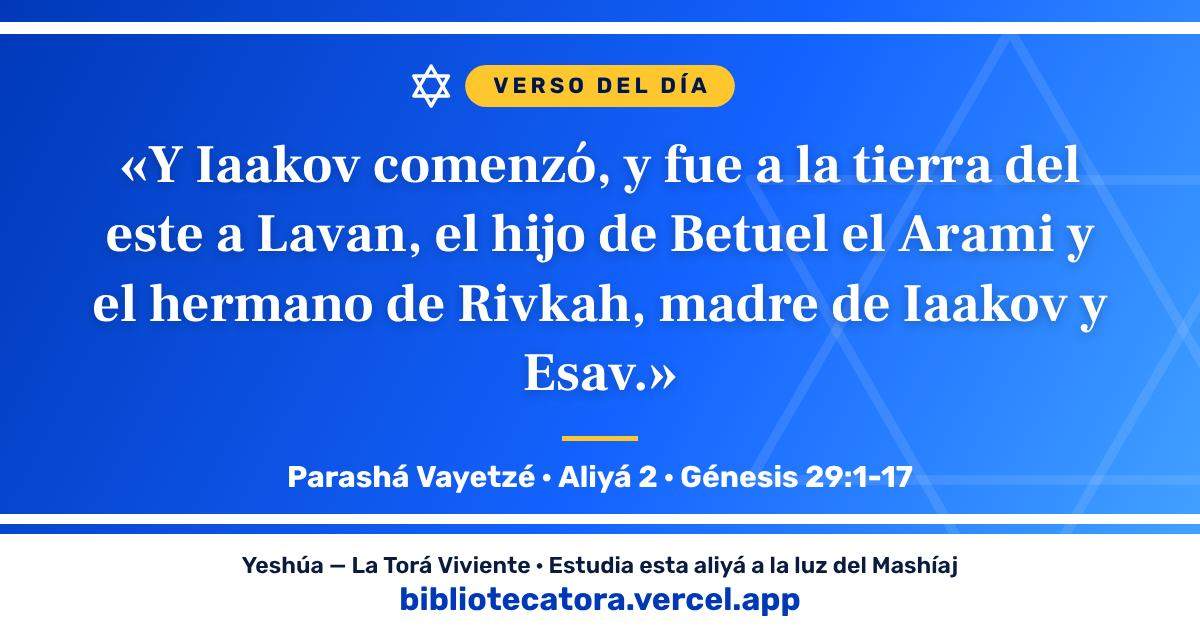 VERSO DEL DÍA
«Y Iaakov comenzó, y fue a la tierra del
este a Lavan, el hijo de Betuel el Arami y
el hermano de Rivkah, madre de Iaakov y
Esav.»
Parashá Vayetzé • Aliyá 2 • Génesis 29:1-17
Yeshúa — La Torá Viviente • Estudia esta aliyá a la luz del Mashíaj
bibliotecatora.vercel.app